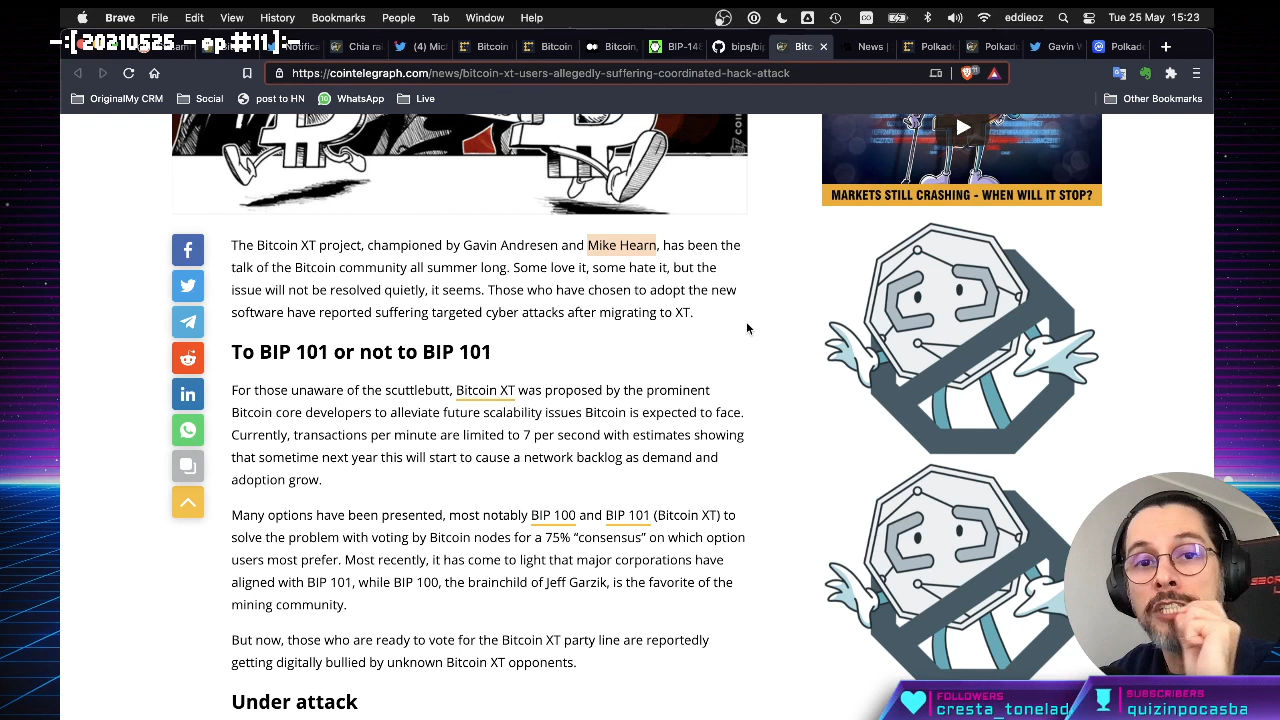 Brave File Edit View History Bookmarks People Tab Window Help eddieoz Tue 25 May 15:23
-:[20210525 - ep #11]:-
Notifica Chia ra (4) Mic Bitcoin Bitcoin Bitcoin, BIP-148 bips/bip Bitc News | Polkad Polkad Gavin W Polkad
https://cointelegraph.com/news/bitcoin-xt-users-allegedly-suffering-coordinated-hack-attack
OriginalMy CRM Social post to HN WhatsApp Live Other Bookmarks
MARKETS STILL CRASHING - WHEN WILL IT STOP?
The Bitcoin XT project, championed by Gavin Andresen and Mike Hearn, has been the
talk of the Bitcoin community all summer long. Some love it, some hate it, but the
issue will not be resolved quietly, it seems. Those who have chosen to adopt the new
software have reported suffering targeted cyber attacks after migrating to XT.
To BIP 101 or not to BIP 101
For those unaware of the scuttlebutt, Bitcoin XT was proposed by the prominent
Bitcoin core developers to alleviate future scalability issues Bitcoin is expected to face.
Currently, transactions per minute are limited to 7 per second with estimates showing
that sometime next year this will start to cause network backlog as demand and
adoption grow.
Many options have been presented, most notably BIP 100 and BIP 101 (Bitcoin XT) to
solve the problem with voting by Bitcoin nodes for a 75% “consensus” on which option
users most prefer. Most recently, it has come to light that major corporations have
aligned with BIP 101, while BIP 100, the brainchild of Jeff Garzik, is the favorite of the
mining community.
But now, those who are ready to vote for the Bitcoin XT party line are reportedly
getting digitally bullied by unknown Bitcoin XT opponents.
Under attack
FOLLOWERS
cresta_tonelad
SUBSCRIBERS
quizinpocasba